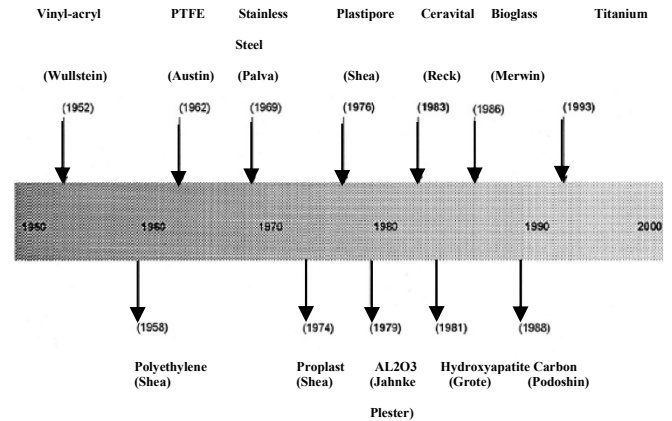 Vinyl-acryl PTFE Stainless Plastipore Ceravital Bioglass Titanium
Steel
(Wullstein) (Austin) (Palva) (Shea) (Reck) (Merwin)
(1952) (1962) (1969) (1976) (1983) (1986) (1993)
1950 1960 1970 1980 1990 2000
(1958) (1974) (1979) (1981) (1988)
Polyethylene Proplast AL2O3 Hydroxyapatite Carbon
(Shea) (Shea) (Jahnke (Grote) (Podoshin)
Plester)